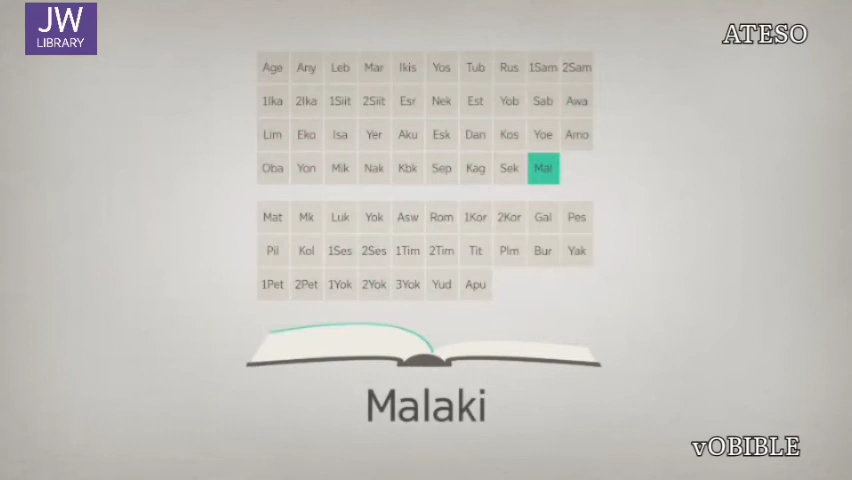 JW
LIBRARY
ATESO
Age Any Leb Mar Ikis Yos Tub Rus 1Sam 2Sam
1Ika 2Ika 1Siit 2Siit Esr Nek Est Yob Sab Awa
Lim Eko Isa Yer Aku Esk Dan Kos Yoe Amo
Oba Yon Mik Nak Kbk Sep Kag Sek Mal
Mat Mk Luk Yok Asw Rom 1Kor 2Kor Gal Pes
Pil Kol 1Ses 2Ses 1Tim 2Tim Tit Plm Bur Yak
1Pet 2Pet 1Yok 2Yok 3Yok Yud Apu
Malaki
vOBIBLE